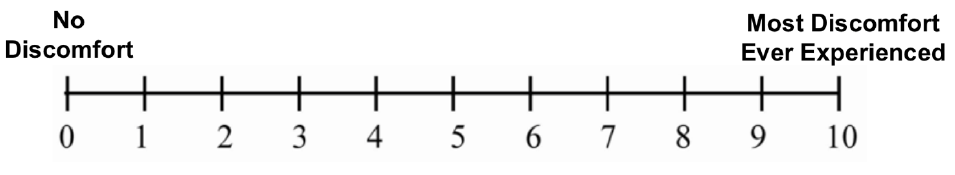 No
Discomfort
Most Discomfort
Ever Experienced
0 1 2 3 4 5 6 7 8 9 10